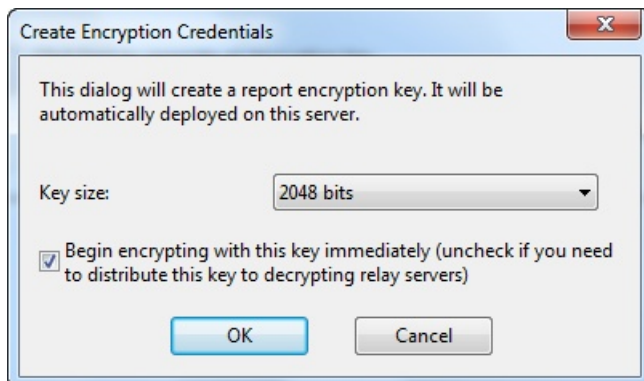 Create Encryption Credentials
This dialog will create a report encryption key. It will be
automatically deployed on this server.
Key size:
2048 bits
Begin encrypting with this key immediately (uncheck if you need
to distribute this key to decrypting relay servers)
OK
Cancel